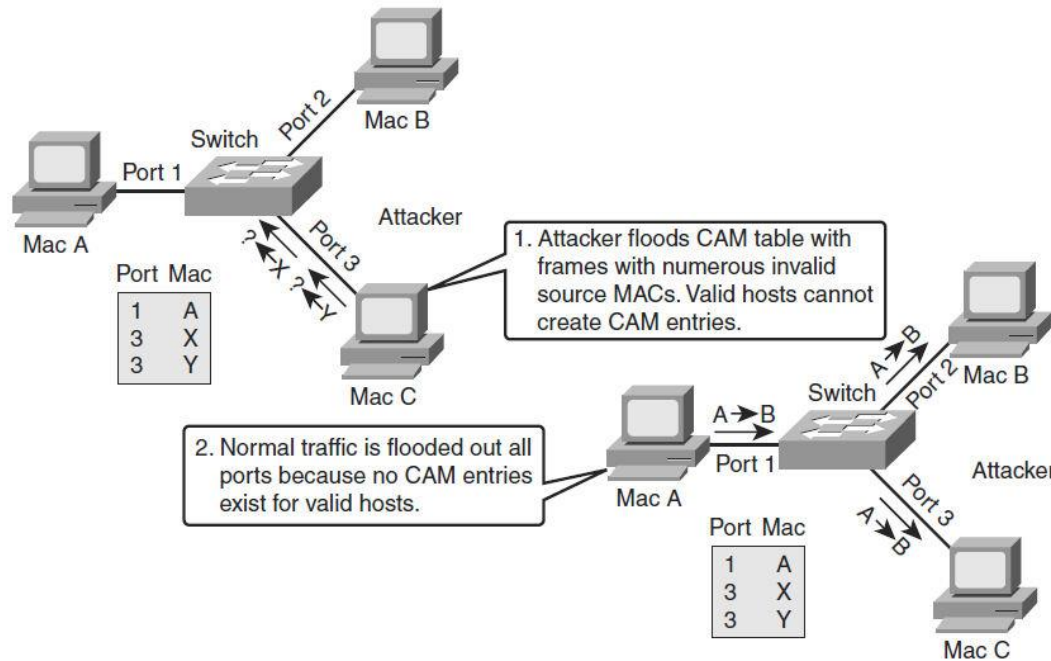 Mac B
Port 2
Switch
Port 1
Mac A
Attacker
Port 3
X→?
Y→?
Mac C
Port Mac
1 A
3 X
3 Y
1. Attacker floods CAM table with
frames with numerous invalid
source MACs. Valid hosts cannot
create CAM entries.
2. Normal traffic is flooded out all
ports because no CAM entries
exist for valid hosts.
A→B
Mac B
Port 2
Switch
A→B
Port 1
Mac A
Attacker
Port 3
A→B
Mac C
Port Mac
1 A
3 X
3 Y